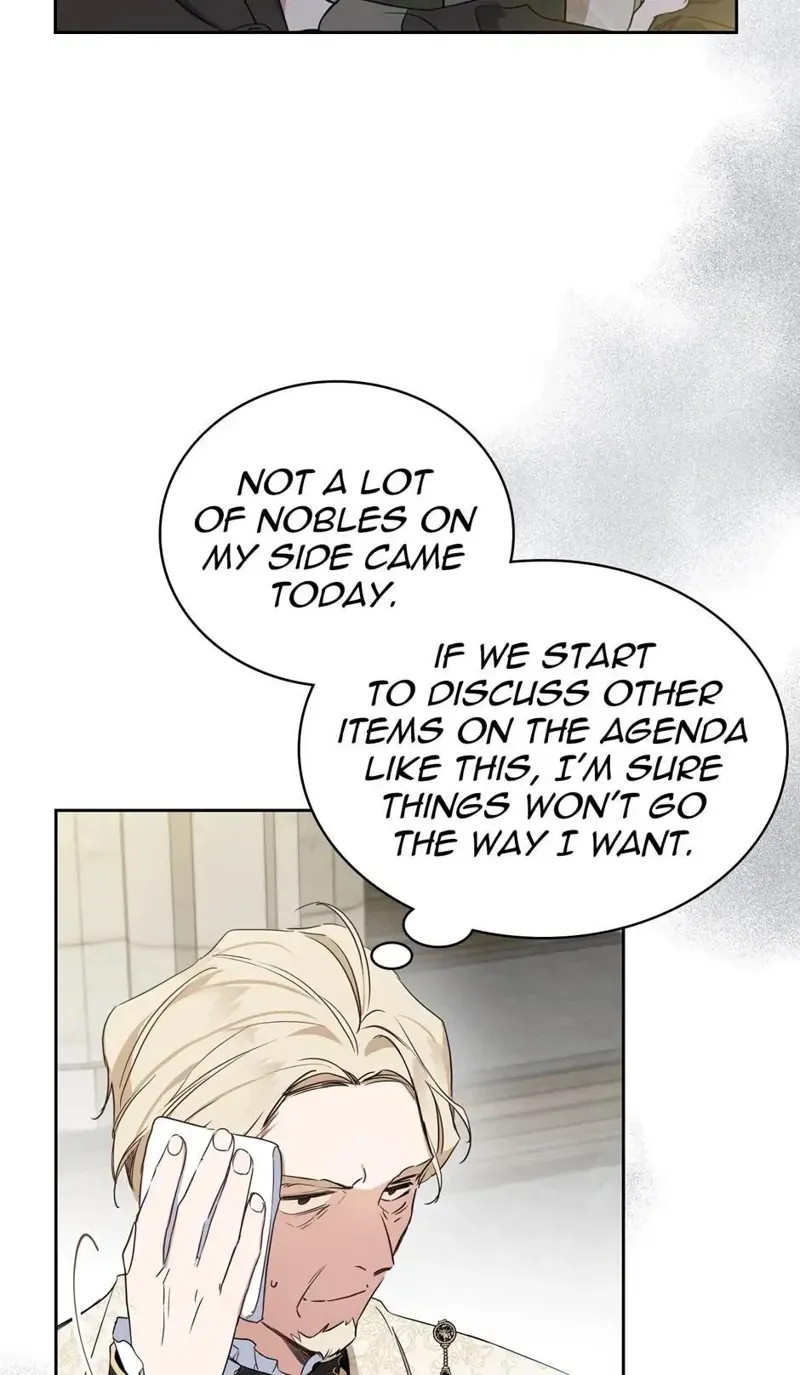 NOT A LOT
OF NOBLES ON
MY SIDE CAME
TODAY.
IF WE START
TO DISCUSS OTHER
ITEMS ON THE AGENDA
LIKE THIS, I'M SURE
THINGS WON'T GO
THE WAY I WANT.